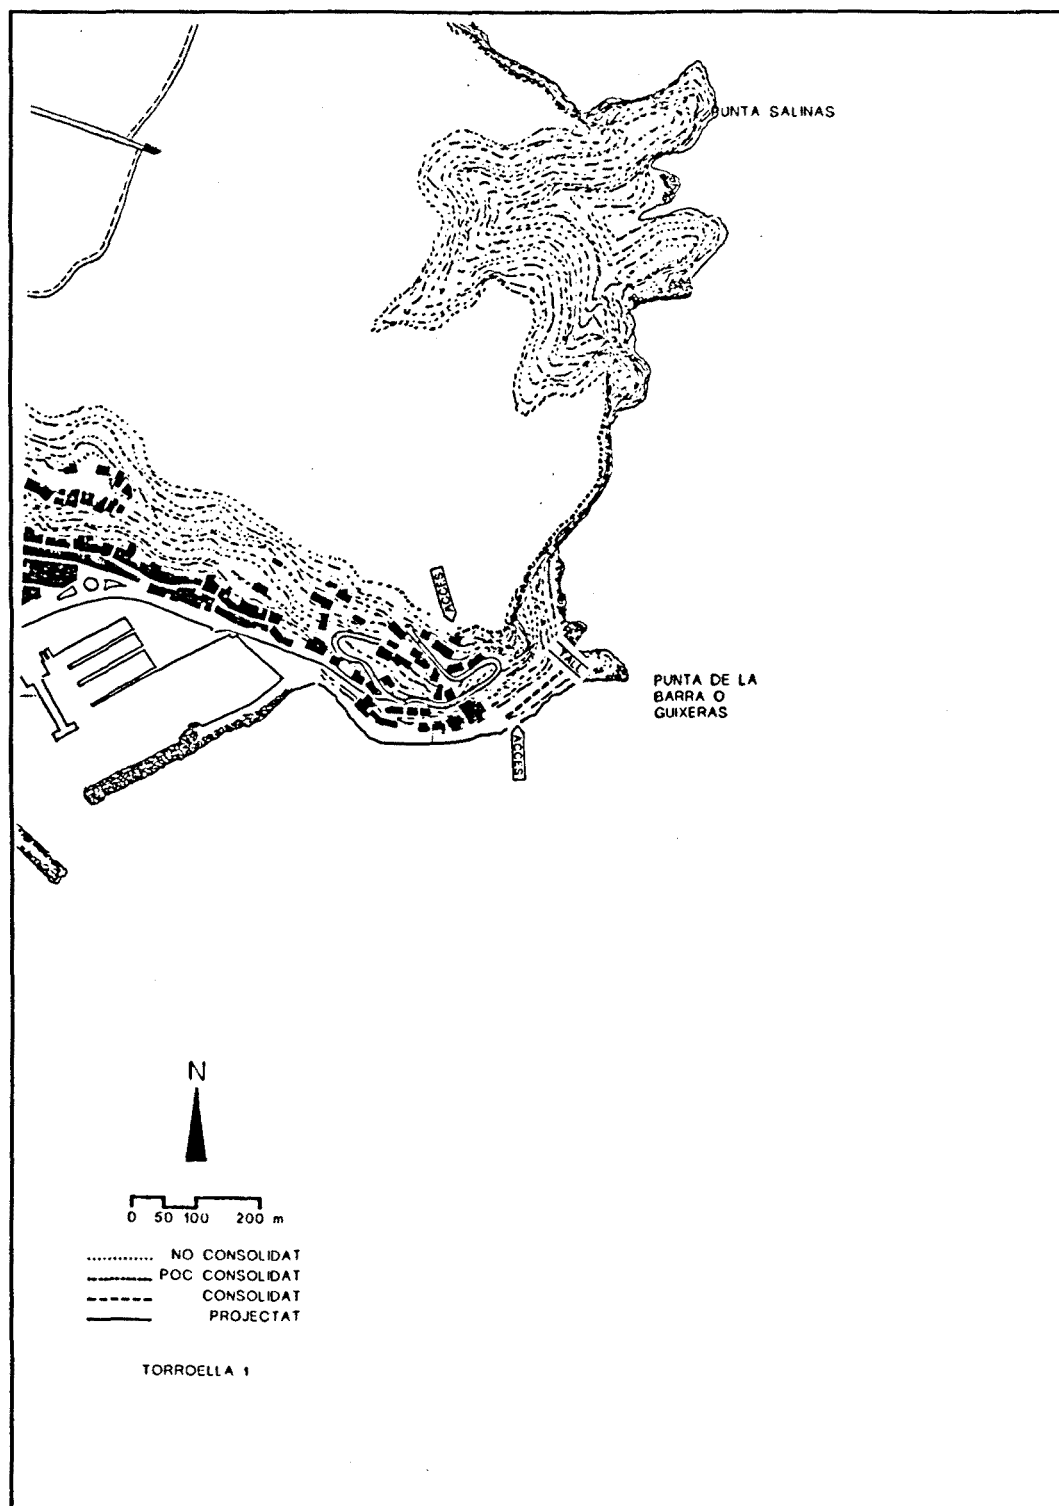 PUNTA SALINAS
ACCES
TALL
PUNTA DE LA
BARRA O
GUIXERAS
ACCES
N
0 50 100 200 m
NO CONSOLIDAT
POC CONSOLIDAT
CONSOLIDAT
PROJECTAT
TORROELLA 1